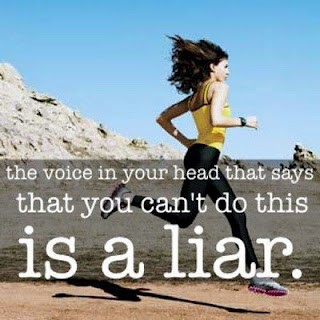 the voice in your head that says
that you can't do this
is a liar.